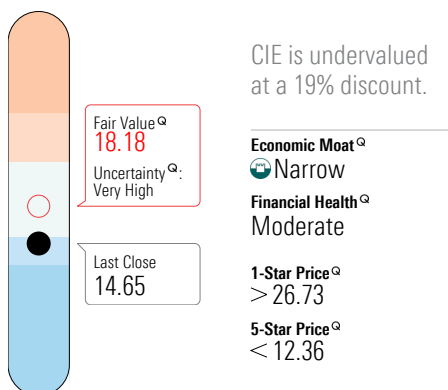 CIE is undervalued
at a 19% discount.
Fair Value Q
18.18
Uncertainty Q:
Very High
Last Close
14.65
Economic Moat Q
Narrow
Financial Health Q
Moderate
1-Star Price Q
> 26.73
5-Star Price Q
< 12.36